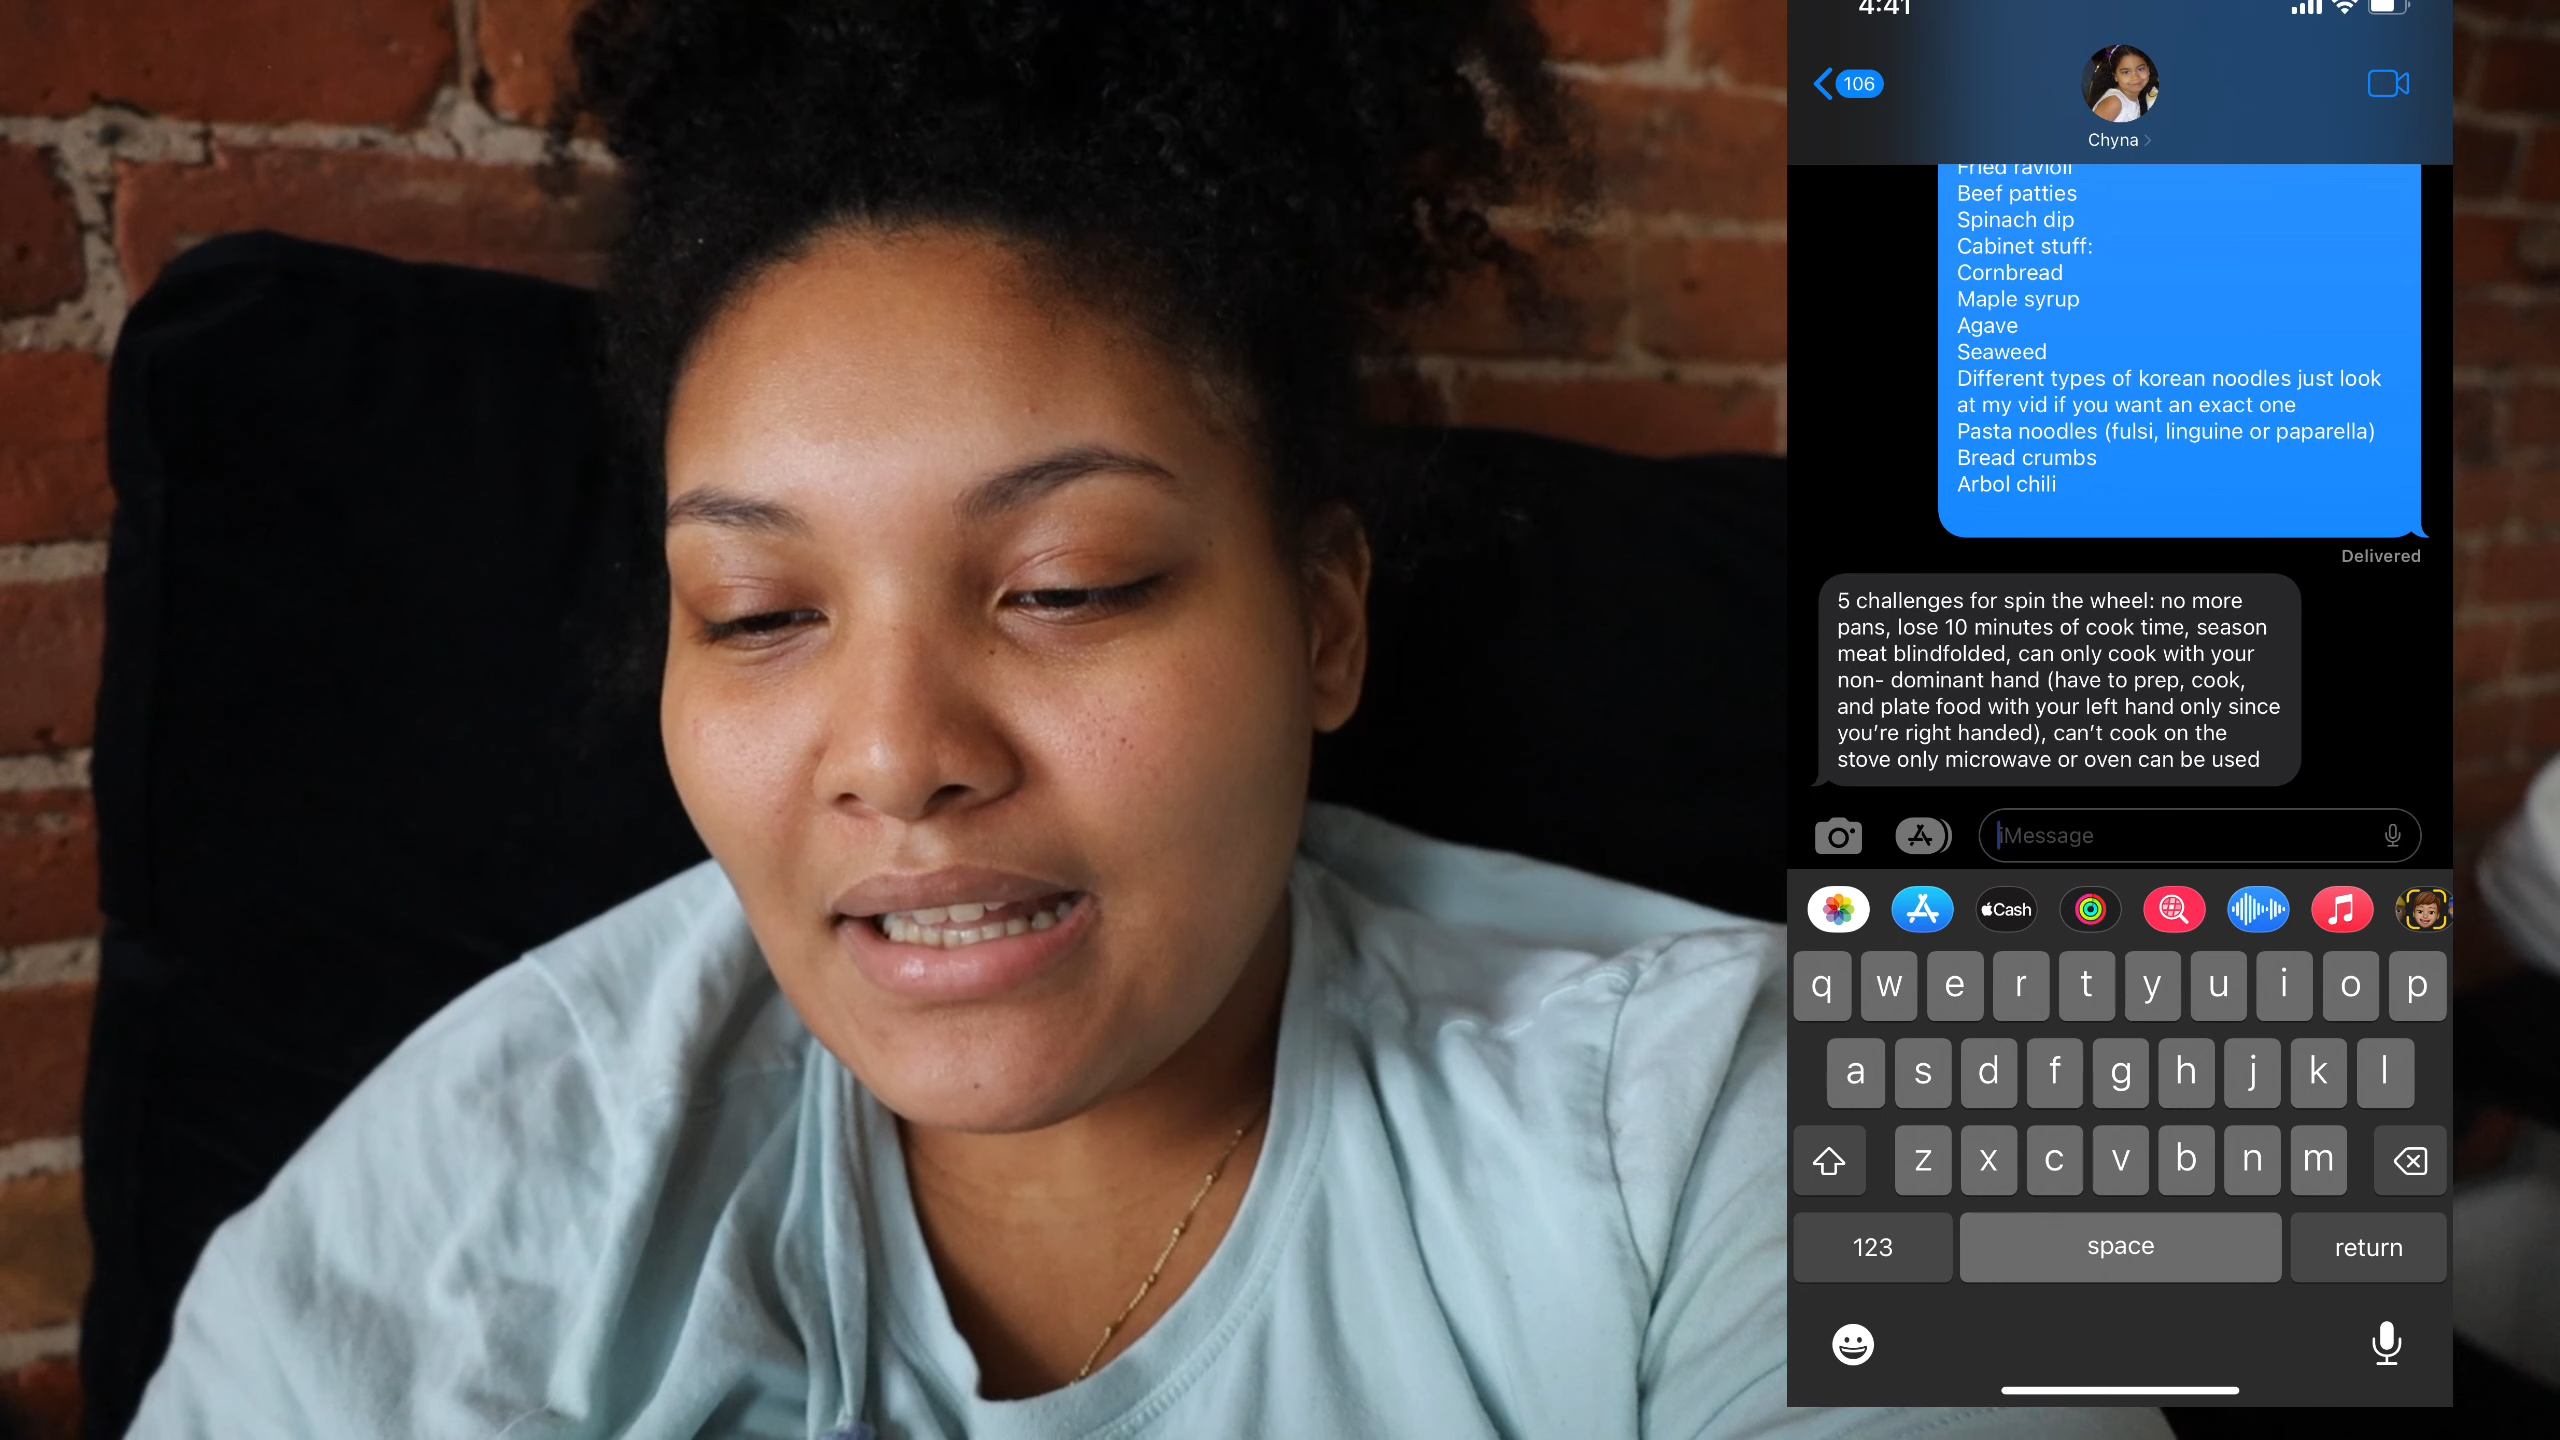 4:41
106
Chyna
Fried ravioli
Beef patties
Spinach dip
Cabinet stuff:
Cornbread
Maple syrup
Agave
Seaweed
Different types of korean noodles just look
at my vid if you want an exact one
Pasta noodles (fulsi, linguine or paparella)
Bread crumbs
Arbol chili
Delivered
5 challenges for spin the wheel: no more
pans, lose 10 minutes of cook time, season
meat blindfolded, can only cook with your
non- dominant hand (have to prep, cook,
and plate food with your left hand only since
you’re right handed), can’t cook on the
stove only microwave or oven can be used
iMessage
Cash
q w e r t y u i o p
a s d f g h j k l
z x c v b n m
123 space return